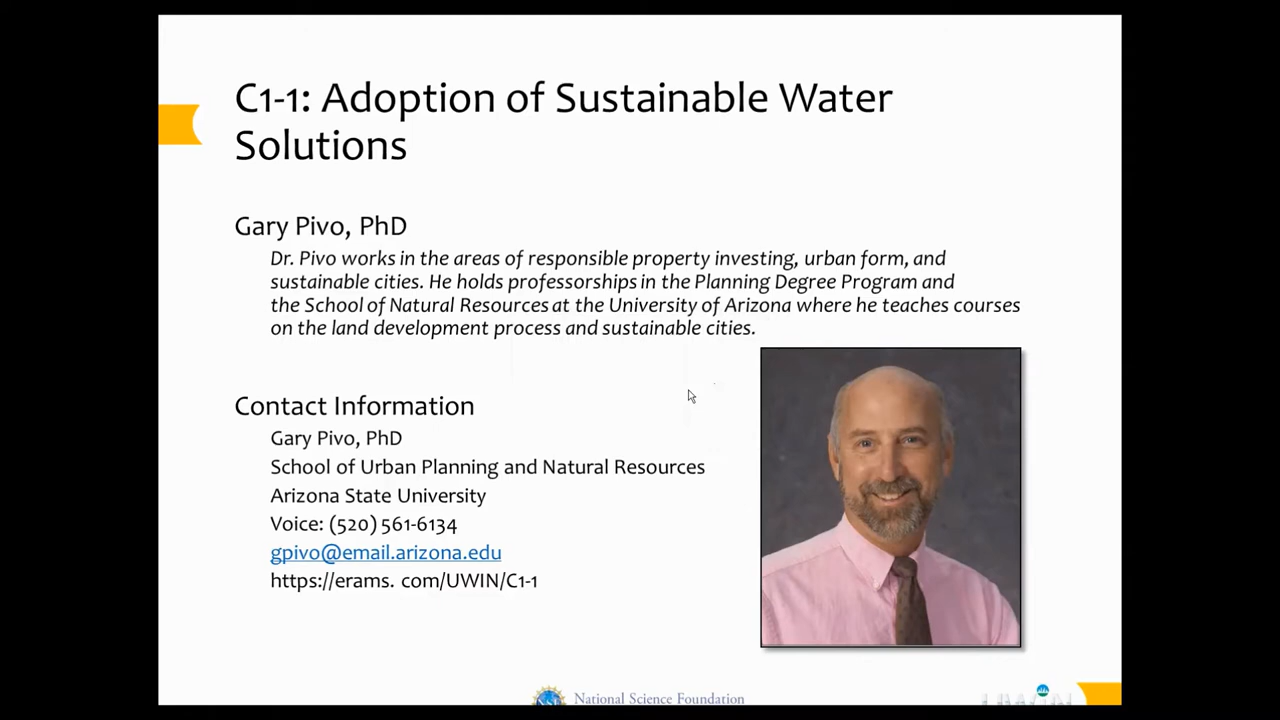 C1-1: Adoption of Sustainable Water
Solutions
Gary Pivo, PhD
Dr. Pivo works in the areas of responsible property investing, urban form, and
sustainable cities. He holds professorships in the Planning Degree Program and
the School of Natural Resources at the University of Arizona where he teaches courses
on the land development process and sustainable cities.
Contact Information
Gary Pivo, PhD
School of Urban Planning and Natural Resources
Arizona State University
Voice: (520) 561-6134
gpivo@email.arizona.edu
https://erams. com/UWIN/C1-1
National Science Foundation